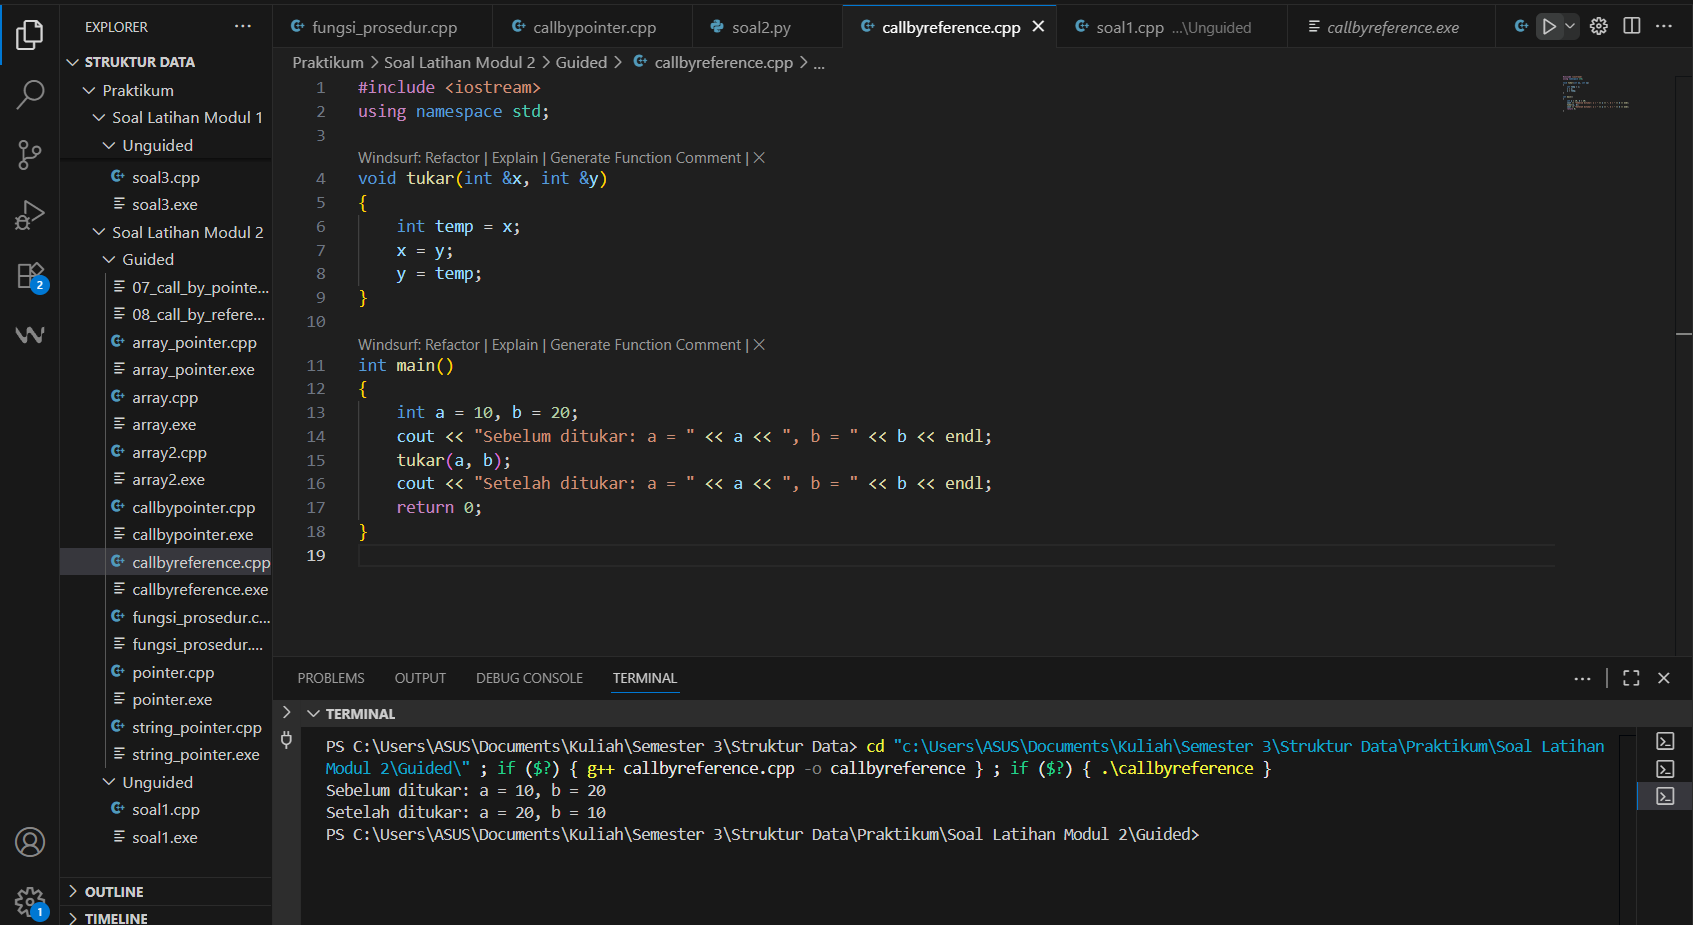 EXPLORER
STRUKTUR DATA
Praktikum
Soal Latihan Modul 1
Unguided
soal3.cpp
soal3.exe
Soal Latihan Modul 2
Guided
07_call_by_pointe...
08_call_by_refere...
array_pointer.cpp
array_pointer.exe
array.cpp
array.exe
array2.cpp
array2.exe
callbypointer.cpp
callbypointer.exe
callbyreference.cpp
callbyreference.exe
fungsi_prosedur.c...
fungsi_prosedur....
pointer.cpp
pointer.exe
string_pointer.cpp
string_pointer.exe
Unguided
soal1.cpp
soal1.exe
OUTLINE
TIMELINE
2
1
fungsi_prosedur.cpp callbypointer.cpp soal2.py callbyreference.cpp soal1.cpp ...\Unguided callbyreference.exe
Praktikum > Soal Latihan Modul 2 > Guided > callbyreference.cpp > ...
1 #include <iostream>
2 using namespace std;
3
Windsurf: Refactor | Explain | Generate Function Comment | ×
4 void tukar(int &x, int &y)
5 {
6     int temp = x;
7     x = y;
8     y = temp;
9 }
10
Windsurf: Refactor | Explain | Generate Function Comment | ×
11 int main()
12 {
13     int a = 10, b = 20;
14     cout << "Sebelum ditukar: a = " << a << ", b = " << b << endl;
15     tukar(a, b);
16     cout << "Setelah ditukar: a = " << a << ", b = " << b << endl;
17     return 0;
18 }
19
PROBLEMS OUTPUT DEBUG CONSOLE TERMINAL
TERMINAL
PS C:\Users\ASUS\Documents\Kuliah\Semester 3\Struktur Data> cd "c:\Users\ASUS\Documents\Kuliah\Semester 3\Struktur Data\Praktikum\Soal Latihan
Modul 2\Guided\" ; if ($?) { g++ callbyreference.cpp -o callbyreference } ; if ($?) { .\callbyreference }
Sebelum ditukar: a = 10, b = 20
Setelah ditukar: a = 20, b = 10
PS C:\Users\ASUS\Documents\Kuliah\Semester 3\Struktur Data\Praktikum\Soal Latihan Modul 2\Guided>